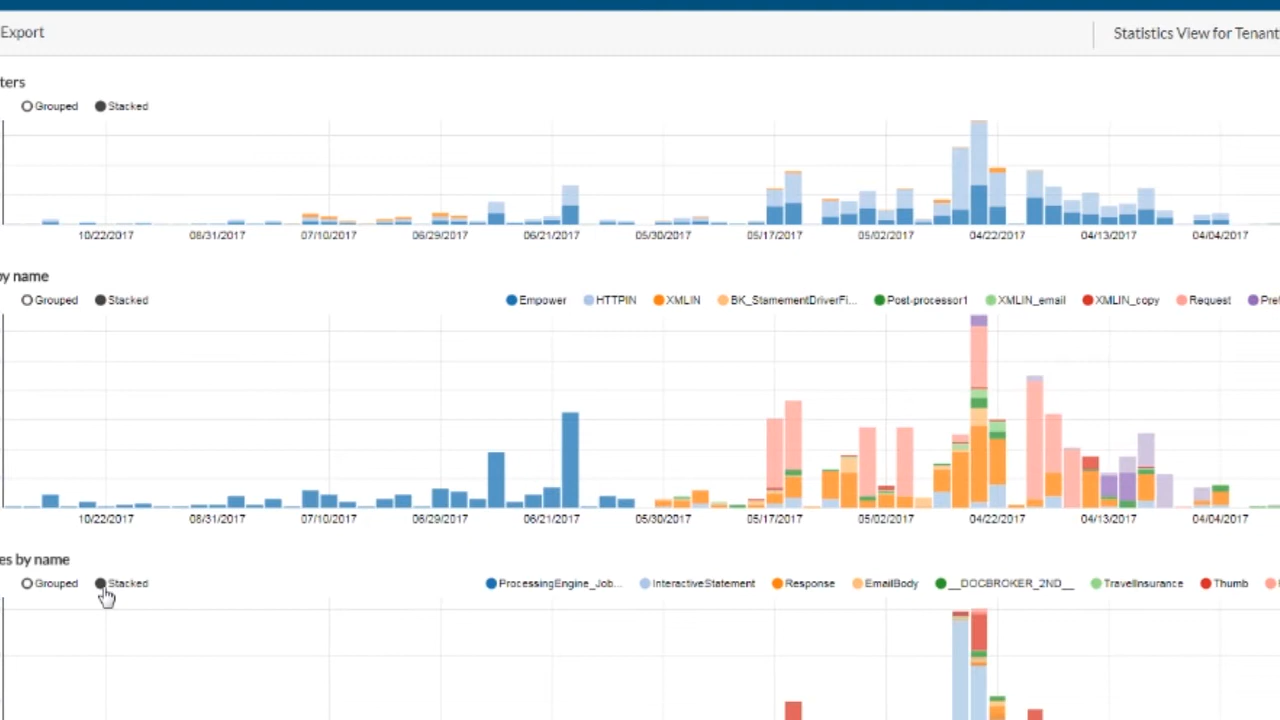 Export
Statistics View for Tenant
ters
Grouped Stacked
10/22/2017 08/31/2017 07/10/2017 06/29/2017 06/21/2017 05/30/2017 05/17/2017 05/02/2017 04/22/2017 04/13/2017 04/04/2017
by name
Grouped Stacked Empower HTTPIN XMLIN BK_StamementDriverFi... Post-processor1 XMLIN_email XMLIN_copy Request Pref
10/22/2017 08/31/2017 07/10/2017 06/29/2017 06/21/2017 05/30/2017 05/17/2017 05/02/2017 04/22/2017 04/13/2017 04/04/2017
es by name
Grouped Stacked ProcessingEngine_Job... InteractiveStatement Response EmailBody __DOCBROKER_2ND__ TravelInsurance Thumb